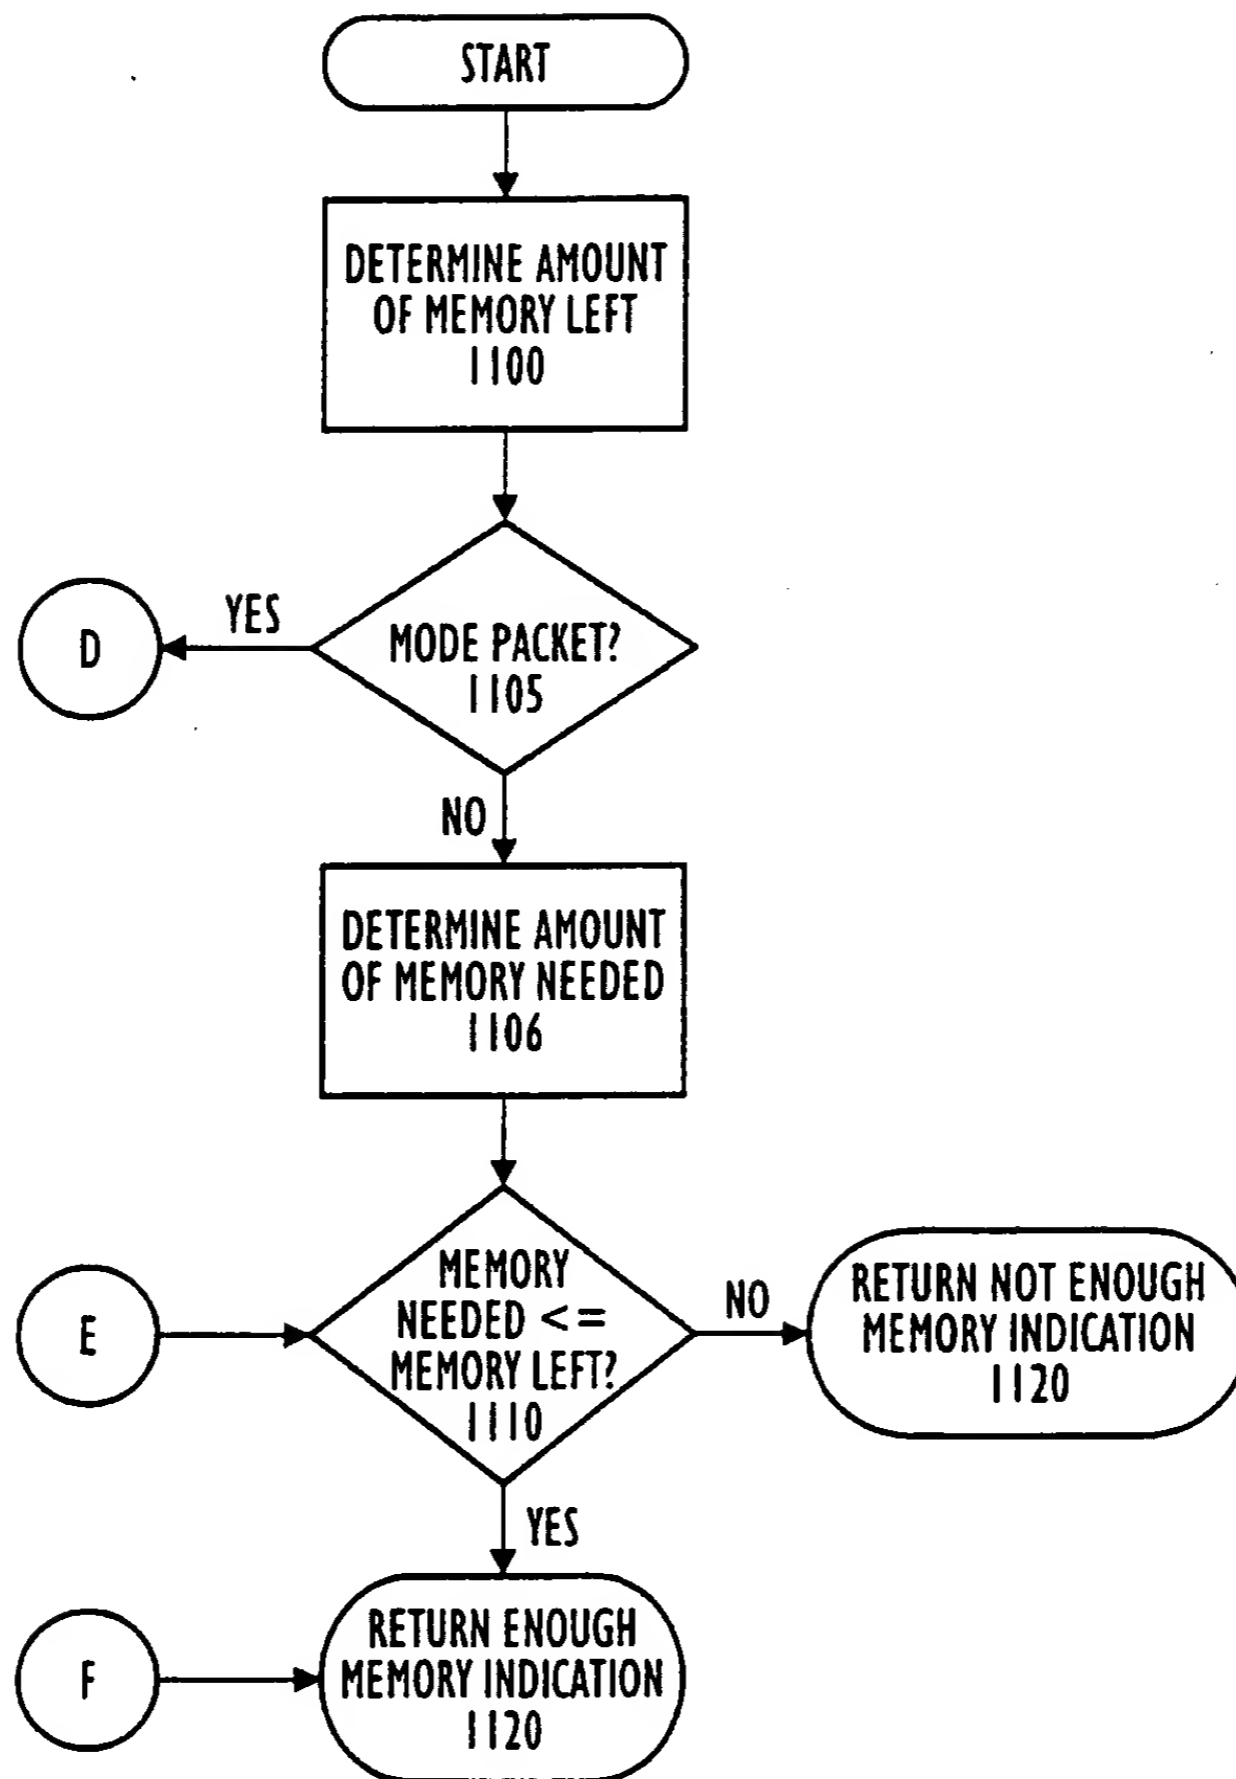 START
DETERMINE AMOUNT
OF MEMORY LEFT
1100
YES
D
MODE PACKET?
1105
NO
DETERMINE AMOUNT
OF MEMORY NEEDED
1106
E
MEMORY
NEEDED <=
MEMORY LEFT?
1110
NO
RETURN NOT ENOUGH
MEMORY INDICATION
1120
YES
F
RETURN ENOUGH
MEMORY INDICATION
1120